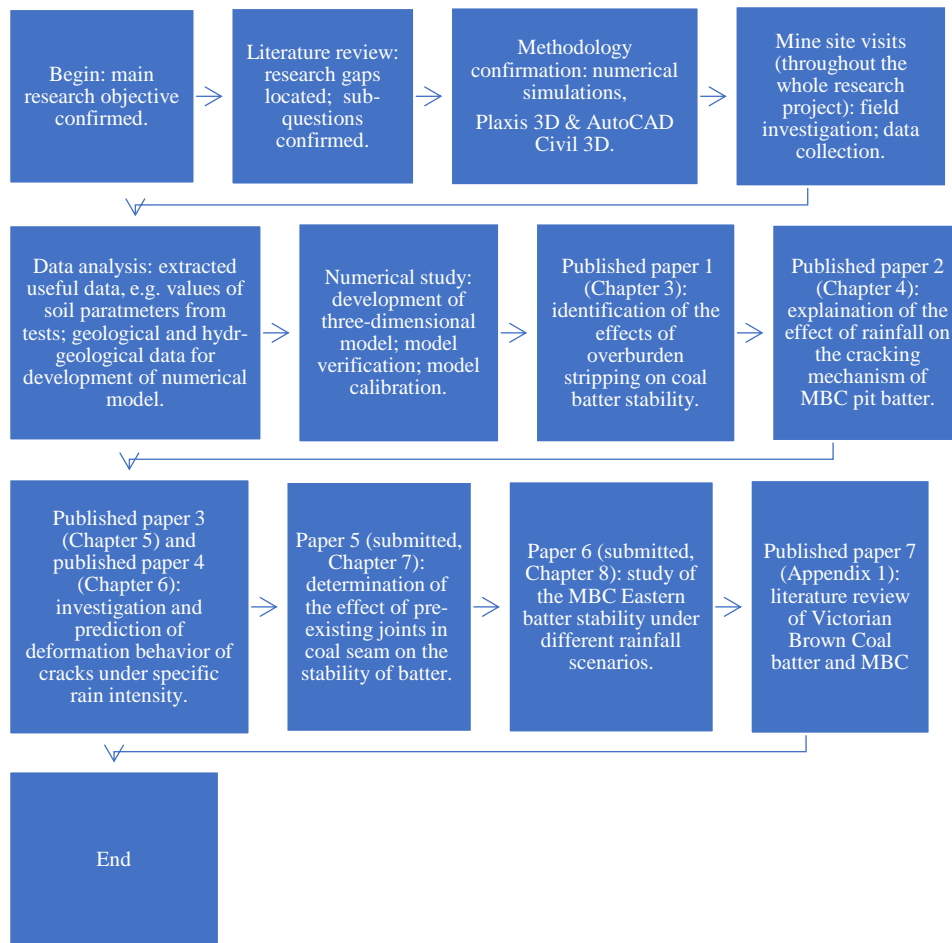 Begin: main
research objective
confirmed.
Literature review:
research gaps
located; sub-
questions
confirmed.
Methodology
confirmation: numerical
simulations,
Plaxis 3D & AutoCAD
Civil 3D.
Mine site visits
(throughout the
whole research
project): field
investigation; data
collection.
Data analysis: extracted
useful data, e.g. values of
soil paratmeters from
tests; geological and hydr-
geological data for
development of numerical
model.
Numerical study:
development of
three-dimensional
model; model
verification; model
calibration.
Published paper 1
(Chapter 3):
identification of the
effects of
overburden
stripping on coal
batter stability.
Published paper 2
(Chapter 4):
explaination of the
effect of rainfall on
the cracking
mechanism of
MBC pit batter.
Published paper 3
(Chapter 5) and
published paper 4
(Chapter 6):
investigation and
prediction of
deformation behavior of
cracks under specific
rain intensity.
Paper 5 (submitted,
Chapter 7):
determination of
the effect of pre-
existing joints in
coal seam on the
stability of batter.
Paper 6 (submitted,
Chapter 8): study
of the MBC Eastern
batter stability under
different rainfall
scenarios.
Published paper 7
(Appendix 1):
literature review
of Victorian
Brown Coal
batter and MBC
End